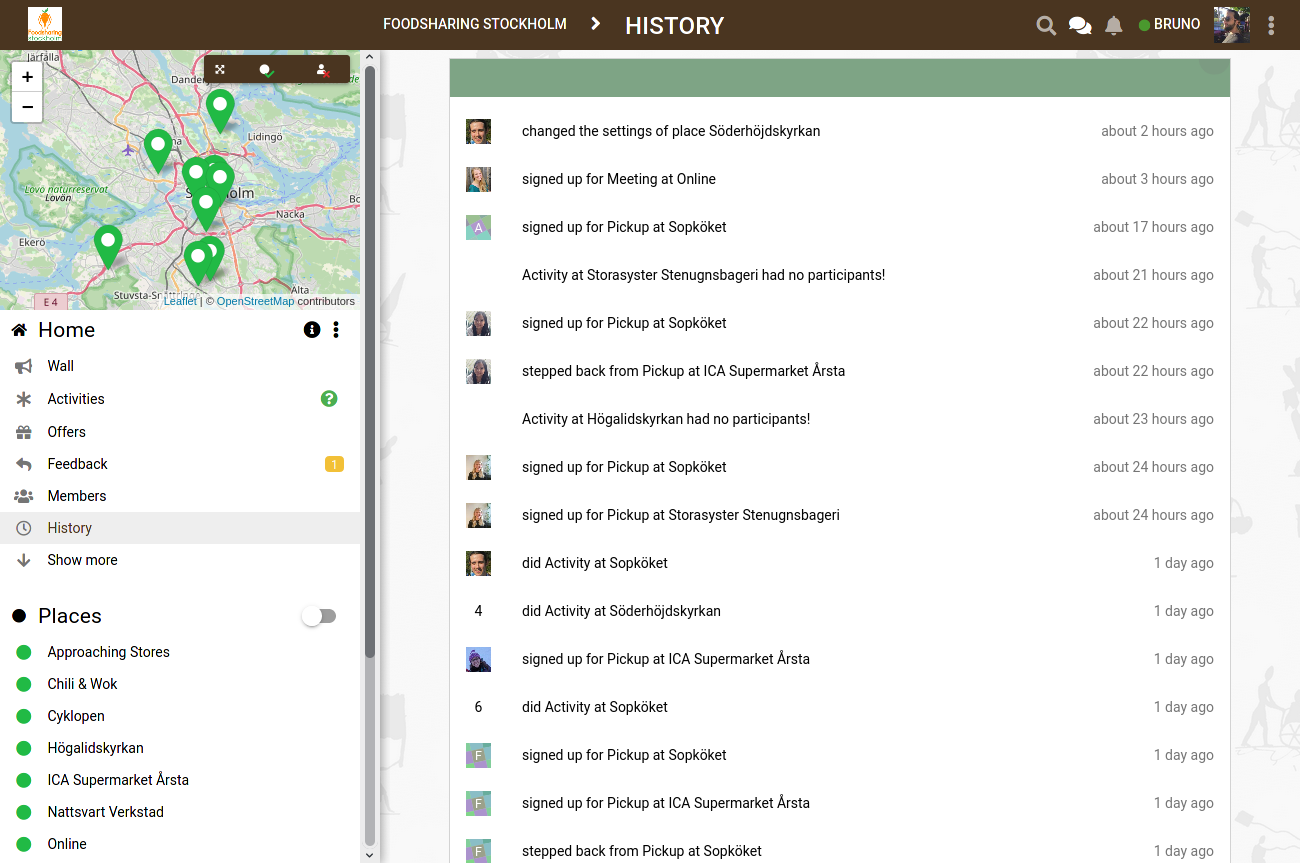 Foodsharing
stockholm
FOODSHARING STOCKHOLM
HISTORY
BRUNO
Järfälla
Lidingö
Lovö naturreservat
Lovön
Nacka
Ekerö
Alta
E 4
+
−
Leaflet | © OpenStreetMap contributors
Home
Wall
Activities
Offers
Feedback
1
Members
History
Show more
Places
Approaching Stores
Chili & Wok
Cyklopen
Högalidskyrkan
ICA Supermarket Årsta
Nattsvart Verkstad
Online
changed the settings of place Söderhöjdskyrkan about 2 hours ago
signed up for Meeting at Online about 3 hours ago
A signed up for Pickup at Sopköket about 17 hours ago
Activity at Storasyster Stenugnsbageri had no participants! about 21 hours ago
signed up for Pickup at Sopköket about 22 hours ago
stepped back from Pickup at ICA Supermarket Årsta about 22 hours ago
Activity at Högalidskyrkan had no participants! about 23 hours ago
signed up for Pickup at Sopköket about 24 hours ago
signed up for Pickup at Storasyster Stenugnsbageri about 24 hours ago
did Activity at Sopköket 1 day ago
4 did Activity at Söderhöjdskyrkan 1 day ago
signed up for Pickup at ICA Supermarket Årsta 1 day ago
6 did Activity at Sopköket 1 day ago
F signed up for Pickup at Sopköket 1 day ago
F signed up for Pickup at ICA Supermarket Årsta 1 day ago
F stepped back from Pickup at Sopköket 1 day ago